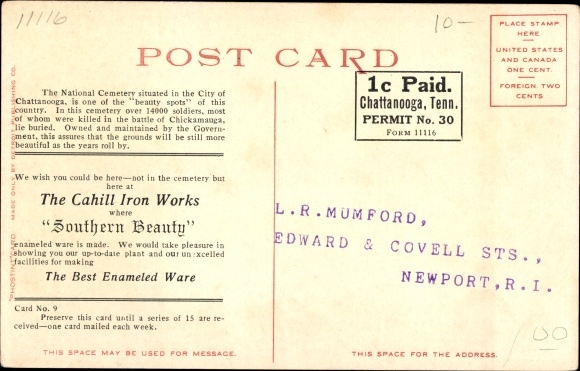 11116
10-
POST CARD
PLACE STAMP
HERE
UNITED STATES
AND CANADA
ONE CENT.
FOREIGN, TWO
CENTS
1c Paid.
Chattanooga, Tenn.
PERMIT No. 30
FORM 11116
The National Cemetery situated in the City of
Chattanooga, is one of the "beauty spots" of this
country. In this cemetery over 14000 soldiers, most
of whom were killed in the battle of Chickamauga,
lie buried. Owned and maintained by the Govern-
ment, this assures that the grounds will be still more
beautiful as the years roll by.
We wish you could be here—not in the cemetery but
here at
The Cahill Iron Works
where
"Southern Beauty"
enameled ware is made. We would take pleasure in
showing you our up-to-date plant and our unexcelled
facilities for making
The Best Enameled Ware
Card No. 9
Preserve this card until a series of 15 are re-
ceived—one card mailed each week.
"PHOSTINT" CARD MADE ONLY BY DETROIT PUBLISHING CO.
L.R.MUMFORD,
EDWARD & COVELL STS.,
NEWPORT,R.I.
THIS SPACE MAY BE USED FOR MESSAGE.
THIS SPACE FOR THE ADDRESS.